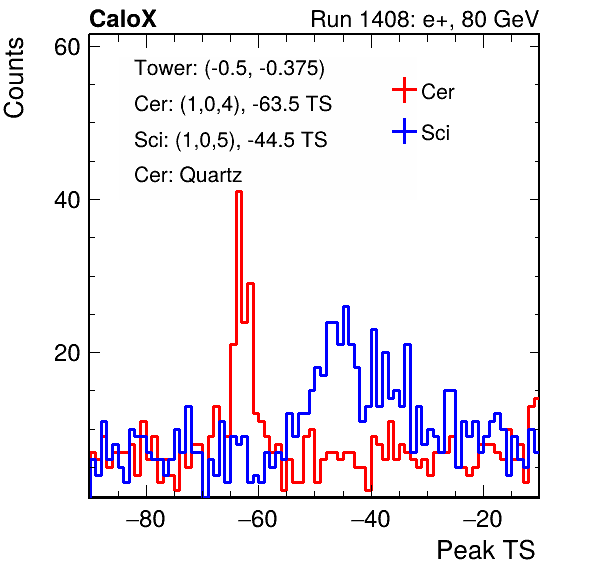 CaloX
Run 1408: e+, 80 GeV
Counts
60
40
20
Tower: (-0.5, -0.375)
Cer: (1,0,4), -63.5 TS
Sci: (1,0,5), -44.5 TS
Cer: Quartz
Cer
Sci
−80
−60
−40
−20
Peak TS